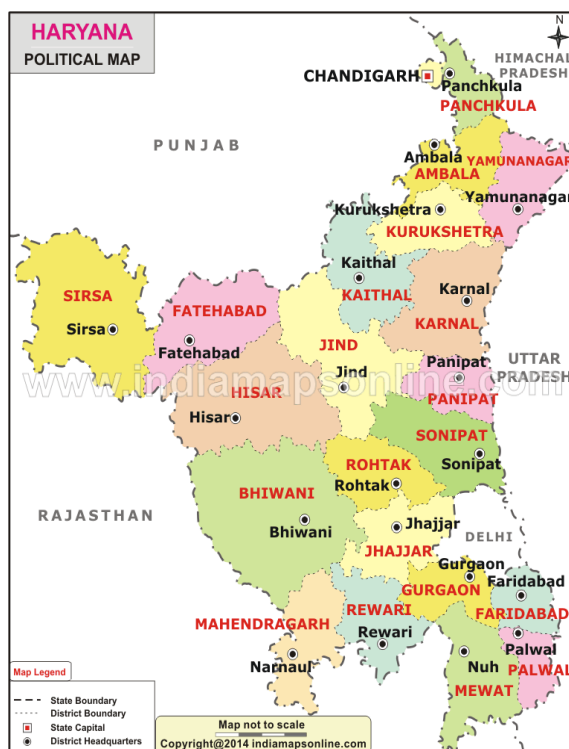 HARYANA
POLITICAL MAP
N
HIMACHAL
PRADESH
CHANDIGARH
Panchkula
PANCHKULA
PUNJAB
Ambala
AMBALA
YAMUNANAGAR
Yamunanagar
Kurukshetra
KURUKSHETRA
Kaithal
KAITHAL
Karnal
KARNAL
SIRSA
Sirsa
FATEHABAD
Fatehabad
JIND
Jind
Panipat
PANIPAT
UTTAR
PRADESH
www.indiamapsonline.com
HISAR
Hisar
SONIPAT
Sonipat
ROHTAK
Rohtak
BHIWANI
Bhiwani
RAJASTHAN
Jhajjar
JHAJJAR
DELHI
Gurgaon
GURGAON
Faridabad
FARIDABAD
MAHENDRAGARH
Narnaul
REWARI
Rewari
Palwal
PALWAL
Nuh
MEWAT
Map Legend
State Boundary
District Boundary
State Capital
District Headquarters
Map not to scale
Copyright@2014 indiamapsonline.com